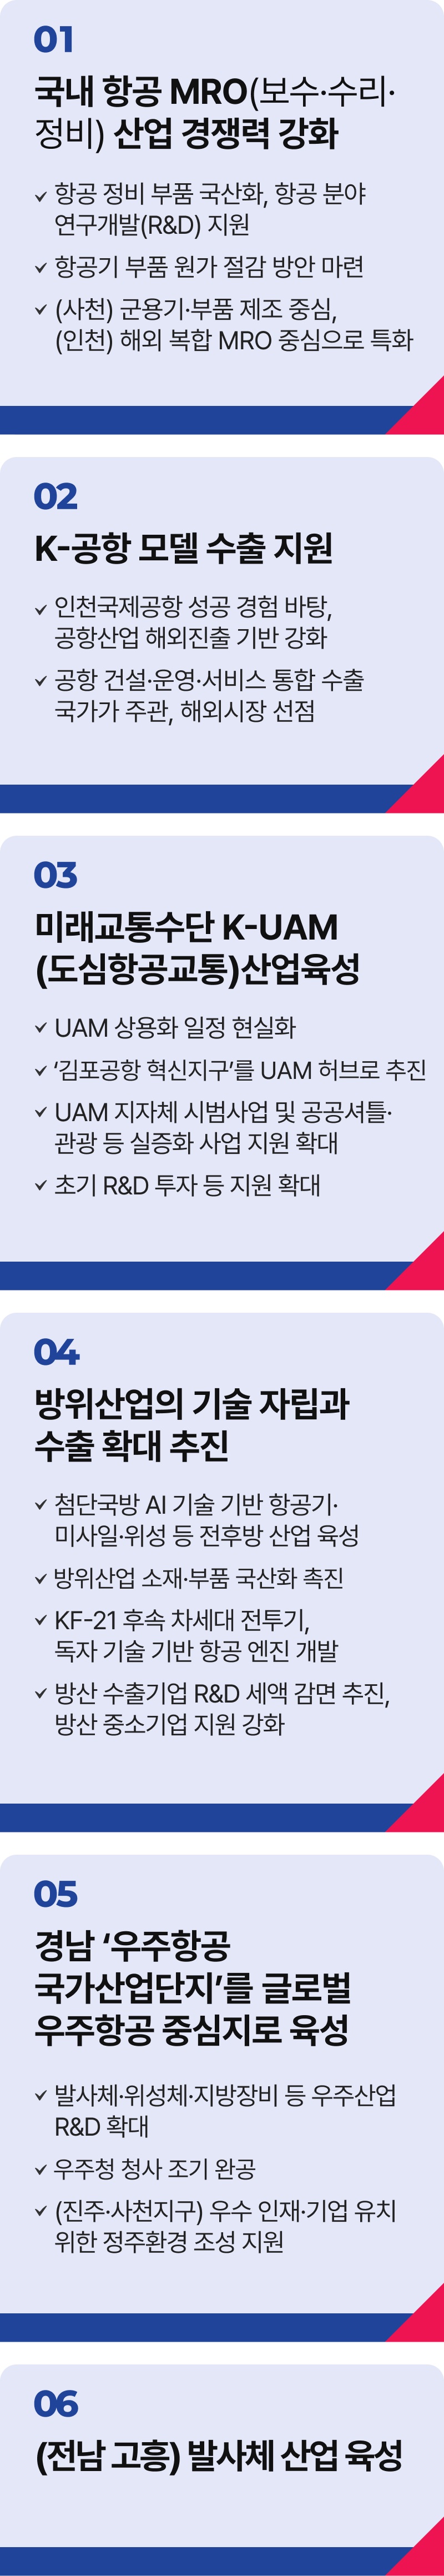 01
국내 항공 MRO(보수·수리·
정비) 산업 경쟁력 강화
항공 정비 부품 국산화, 항공 분야
연구개발(R&D) 지원
항공기 부품 원가 절감 방안 마련
(사천) 군용기·부품 제조 중심,
(인천) 해외 복합 MRO 중심으로 특화
02
K-공항 모델 수출 지원
인천국제공항 성공 경험 바탕,
공항산업 해외진출 기반 강화
공항 건설·운영·서비스 통합 수출
국가가 주관, 해외시장 선점
03
미래교통수단 K-UAM
(도심항공교통)산업육성
UAM 상용화 일정 현실화
‘김포공항 혁신지구’를 UAM 허브로 추진
UAM 지자체 시범사업 및 공공셔틀·
관광 등 실증화 사업 지원 확대
초기 R&D 투자 등 지원 확대
04
방위산업의 기술 자립과
수출 확대 추진
첨단국방 AI 기술 기반 항공기·
미사일·위성 등 전후방 산업 육성
방위산업 소재·부품 국산화 촉진
KF-21 후속 차세대 전투기,
독자 기술 기반 항공 엔진 개발
방산 수출기업 R&D 세액 감면 추진,
방산 중소기업 지원 강화
05
경남 ‘우주항공
국가산업단지’를 글로벌
우주항공 중심지로 육성
발사체·위성체·지방장비 등 우주산업
R&D 확대
우주청 청사 조기 완공
(진주·사천지구) 우수 인재·기업 유치
위한 정주환경 조성 지원
06
(전남 고흥) 발사체 산업 육성